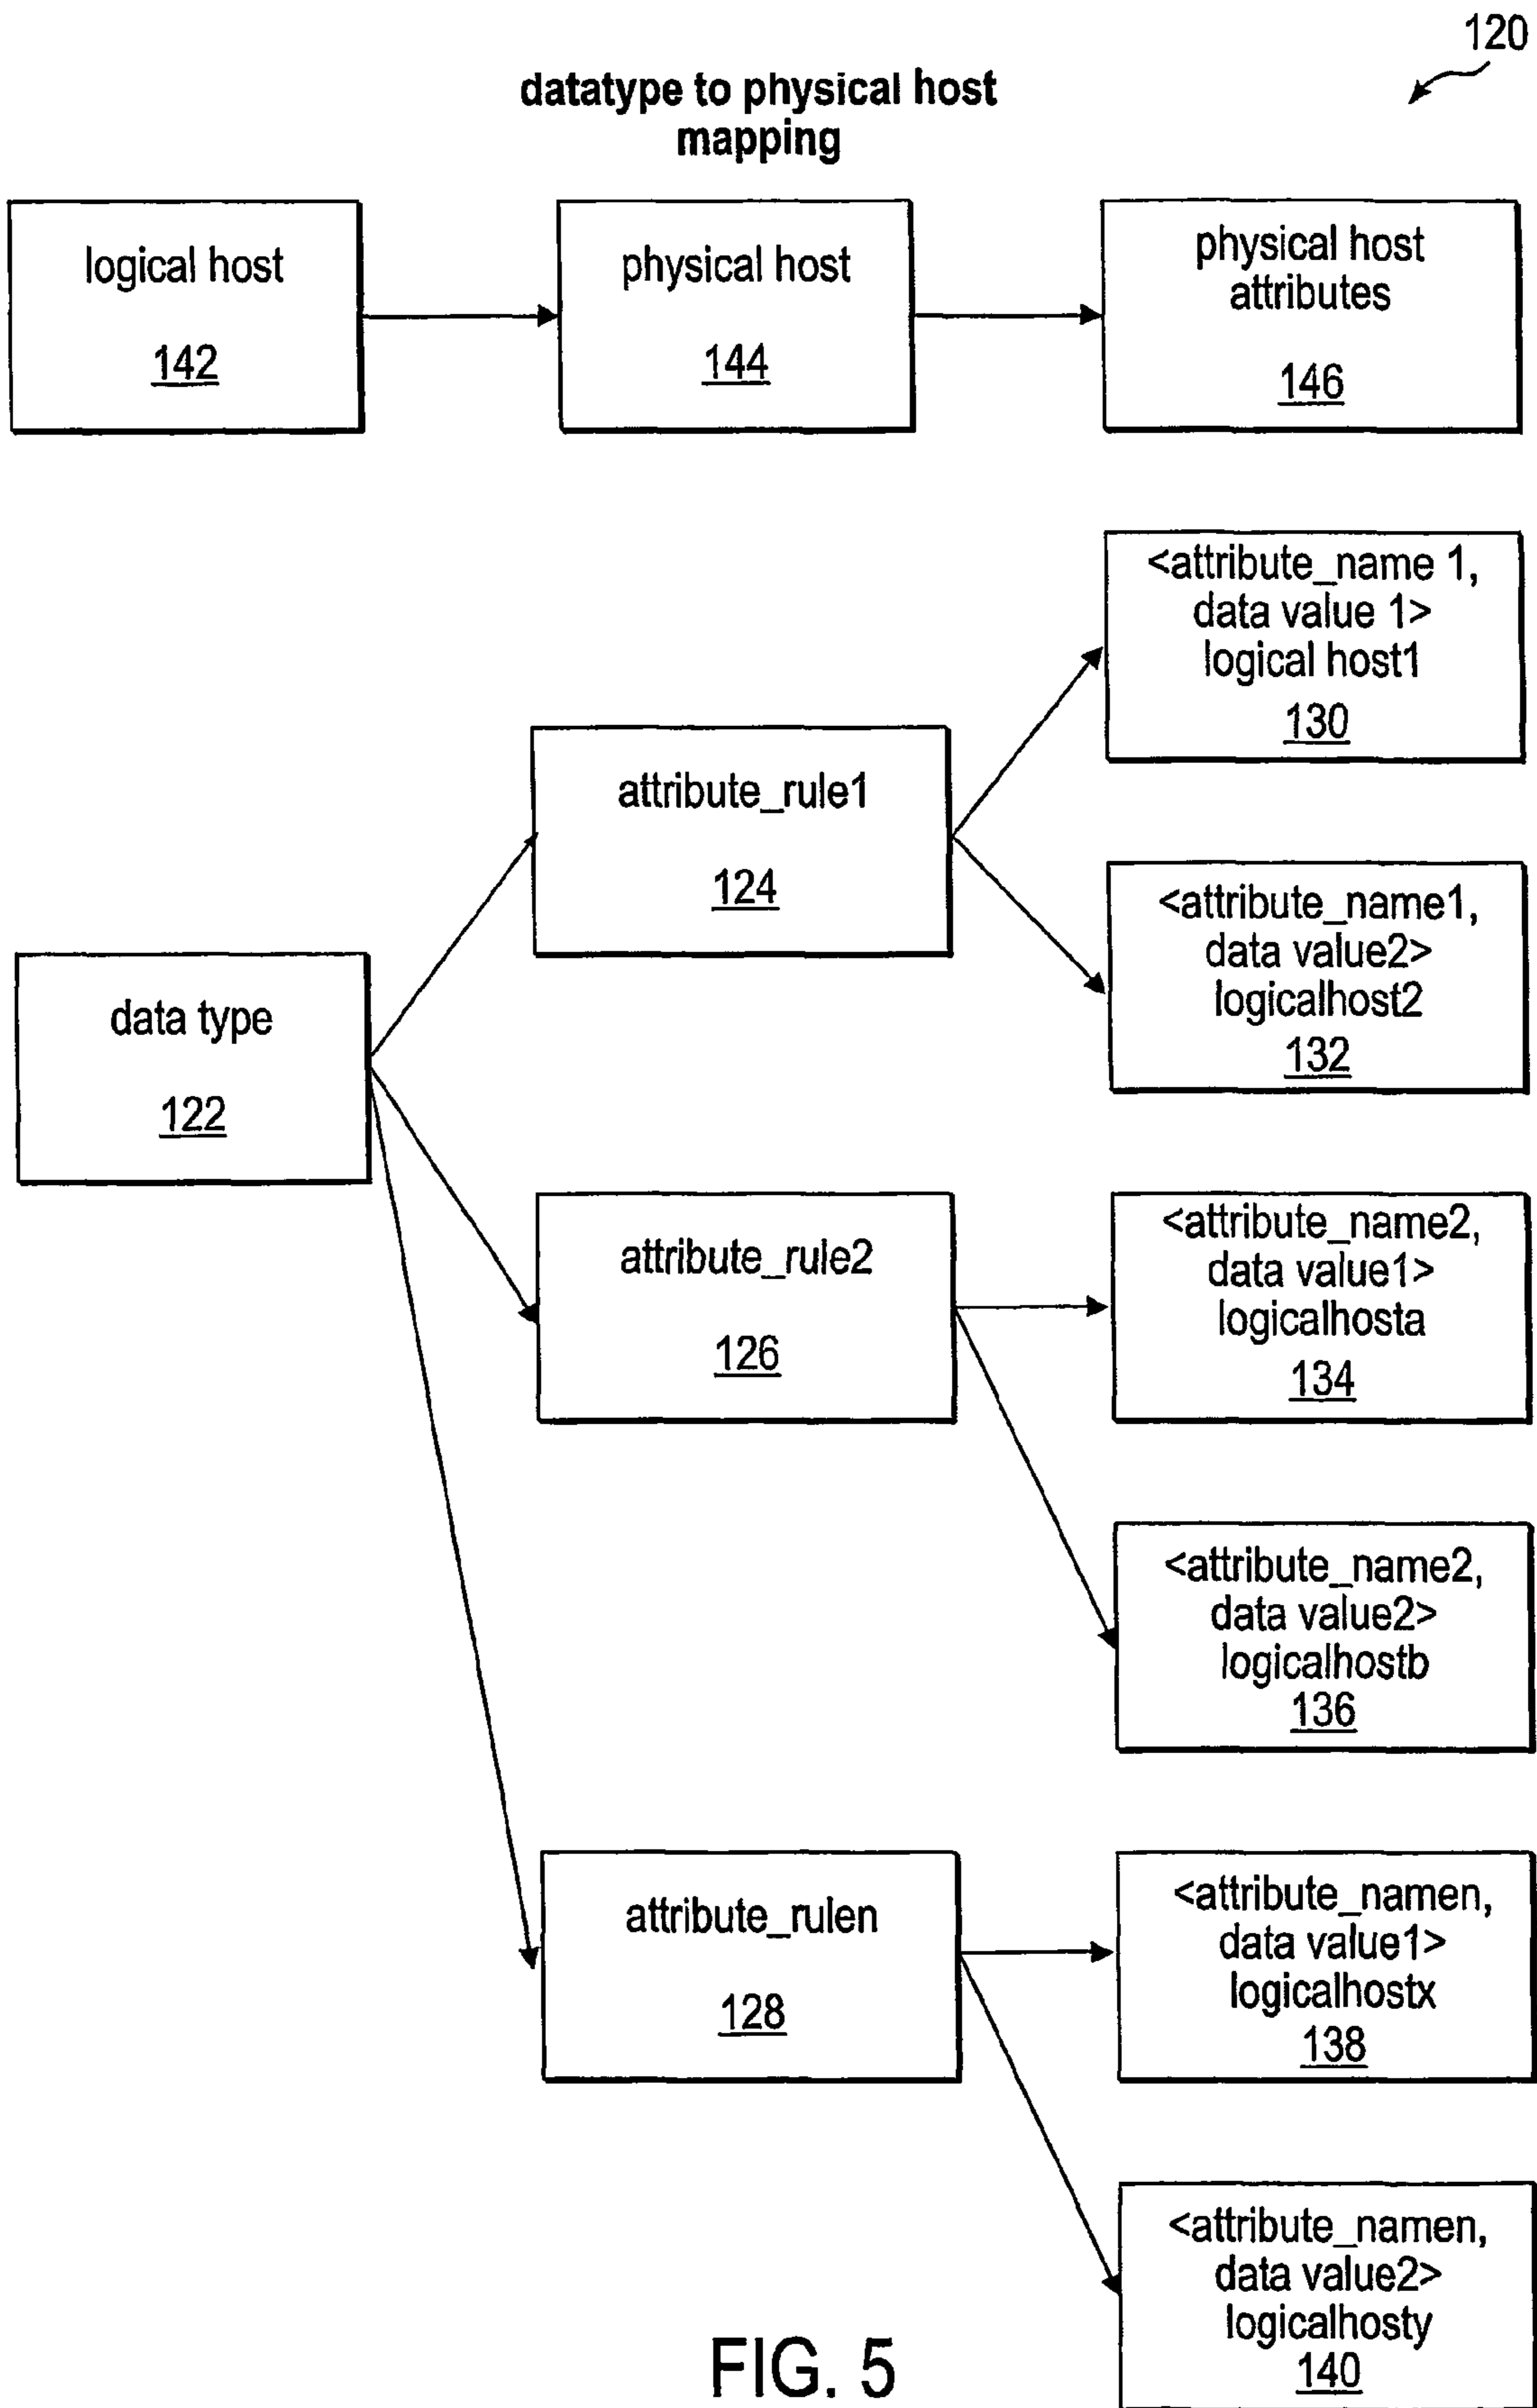 120
datatype to physical host
mapping
logical host
142
physical host
144
physical host
attributes
146
<attribute_name 1,
data value 1>
logical host1
130
attribute_rule1
124
<attribute_name1,
data value2>
logicalhost2
132
data type
122
attribute_rule2
126
<attribute_name2,
data value1>
logicalhosta
134
<attribute_name2,
data value2>
logicalhostb
136
attribute_rulen
128
<attribute_namen,
data value1>
logicalhostx
138
<attribute_namen,
data value2>
logicalhosty
140
FIG. 5